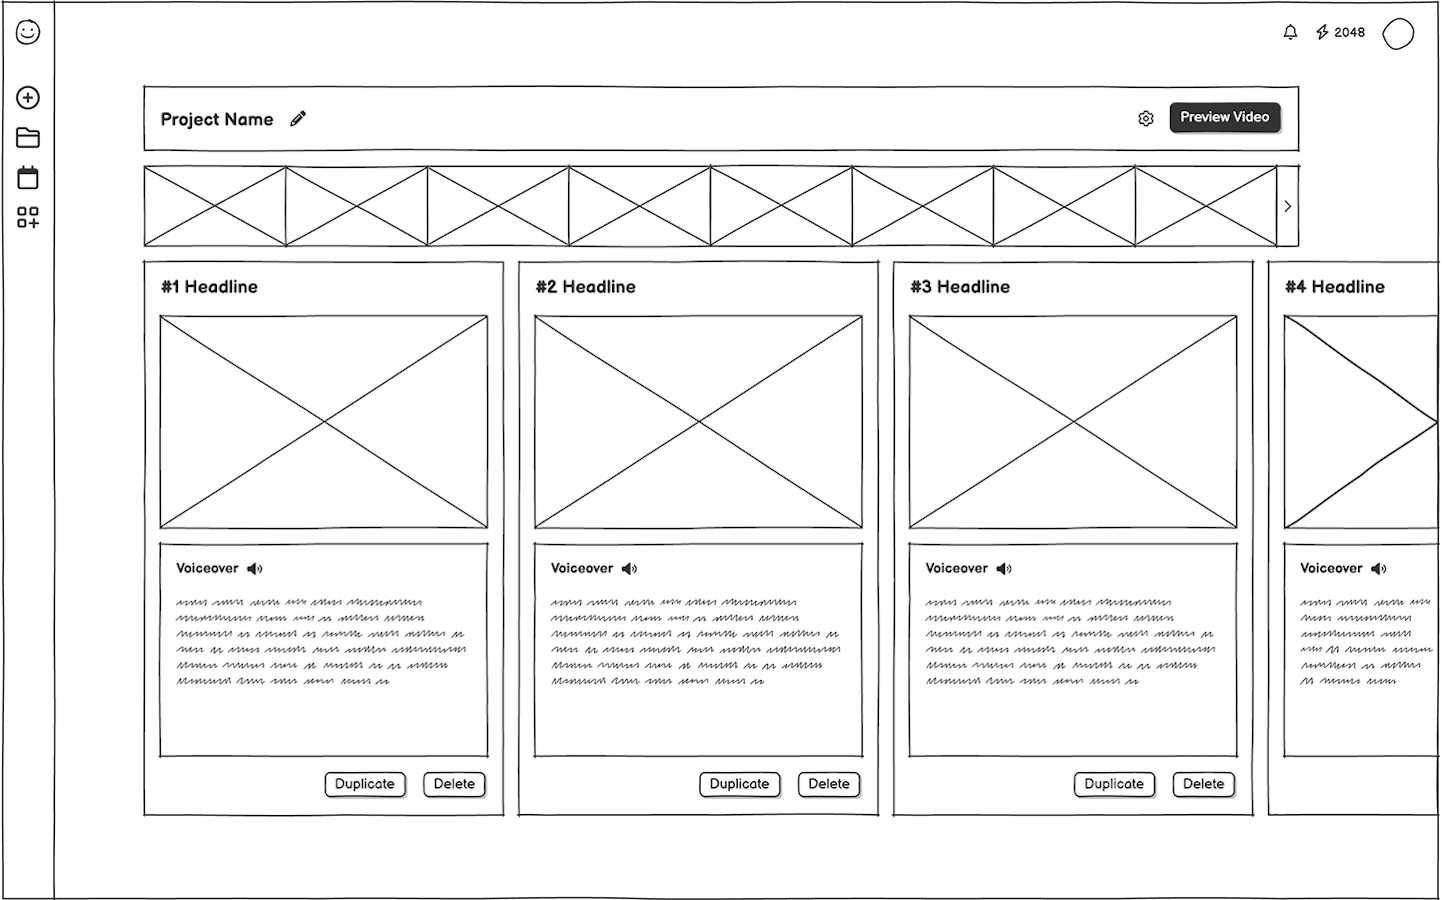 2048
Project Name
Preview Video
#1 Headline
#2 Headline
#3 Headline
#4 Headline
Voiceover
Voiceover
Voiceover
Voiceover
Duplicate
Delete
Duplicate
Delete
Duplicate
Delete